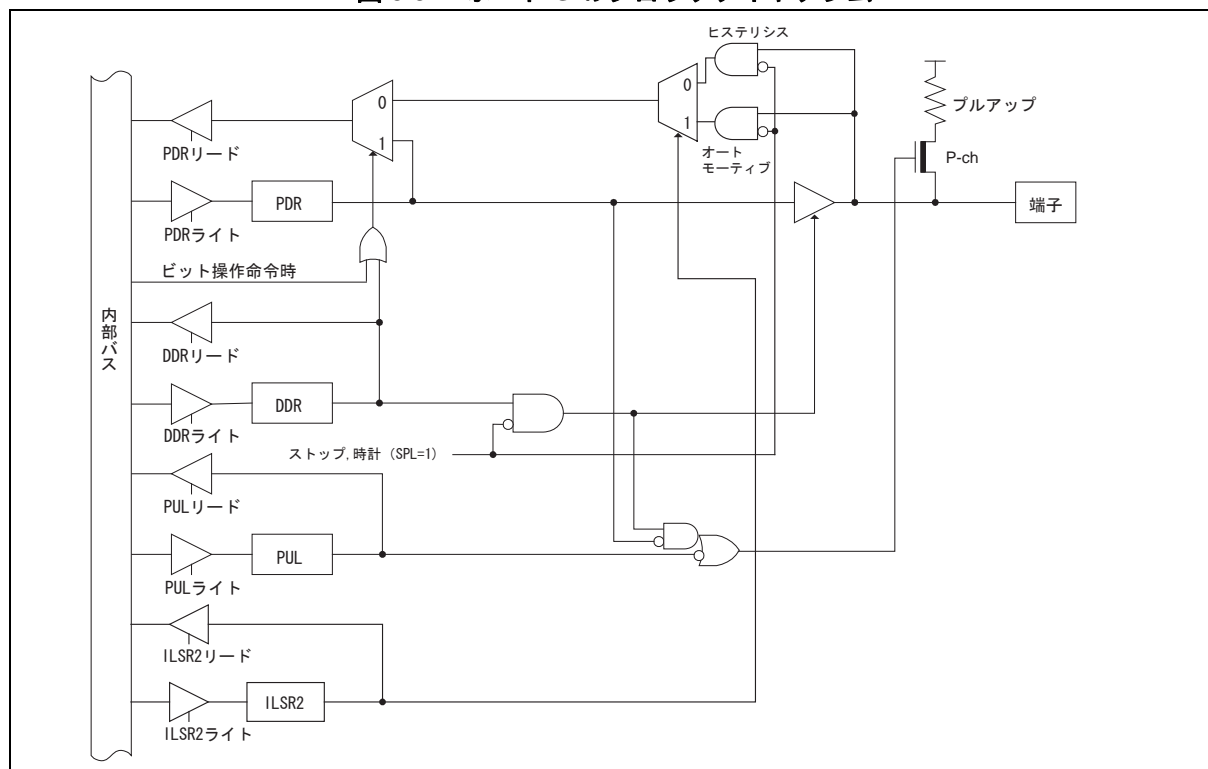 ヒステリシス
0
1
オート
モーティブ
プルアップ
P-ch
端子
0
1
PDRリード
PDR
PDRライト
ビット操作命令時
内部バス
DDRリード
DDR
DDRライト
ストップ, 時計 (SPL=1)
PULリード
PUL
PULライト
ILSR2リード
ILSR2
ILSR2ライト